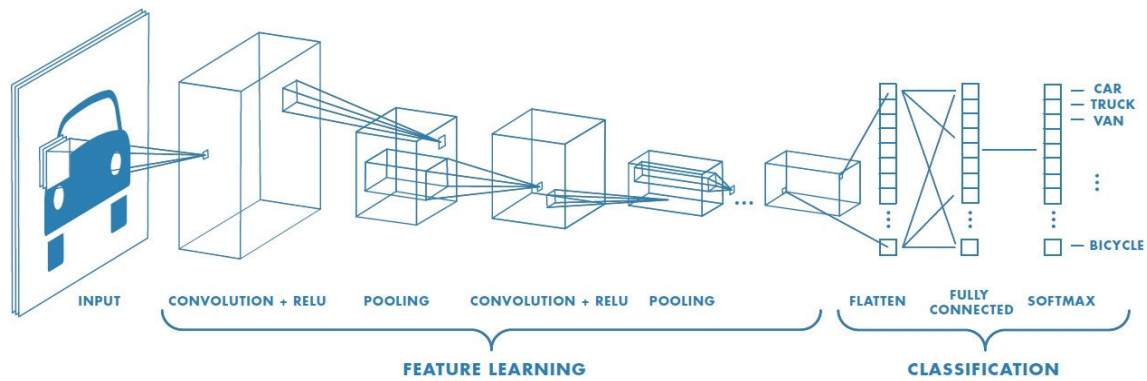 CAR
TRUCK
VAN
BICYCLE
INPUT
CONVOLUTION + RELU
POOLING
CONVOLUTION + RELU
POOLING
FLATTEN
FULLY
CONNECTED
SOFTMAX
FEATURE LEARNING
CLASSIFICATION